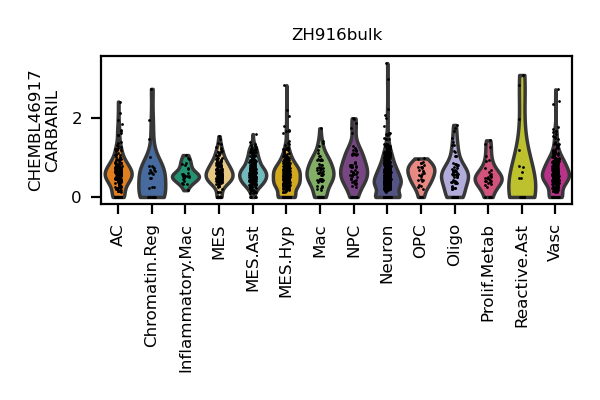 ZH916bulk
CHEMBL46917
CARBARIL
2
0
AC
Chromatin.Reg
Inflammatory.Mac
MES
MES.Ast
MES.Hyp
Mac
NPC
Neuron
OPC
Oligo
Prolif.Metab
Reactive.Ast
Vasc